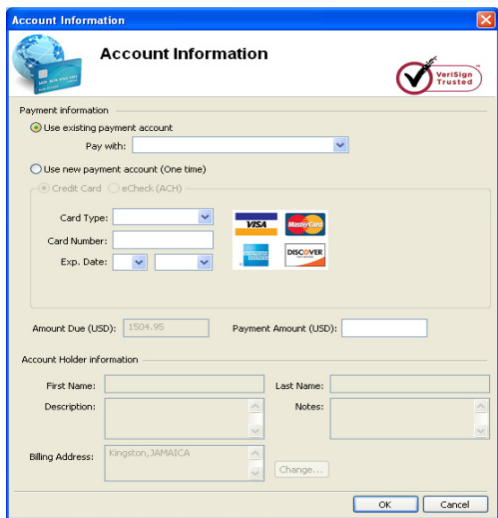 Account Information
Account Information
VeriSign
Trusted
Payment information
Use existing payment account
Pay with:
Use new payment account (One time)
Credit Card eCheck (ACH)
Card Type:
VISA MasterCard
Card Number:
Exp. Date:
DISCOVER
Amount Due (USD): 1504.95 Payment Amount (USD):
Account Holder information
First Name: Last Name:
Description: Notes:
Billing Address: Kingston,JAMAICA
Change...
OK Cancel